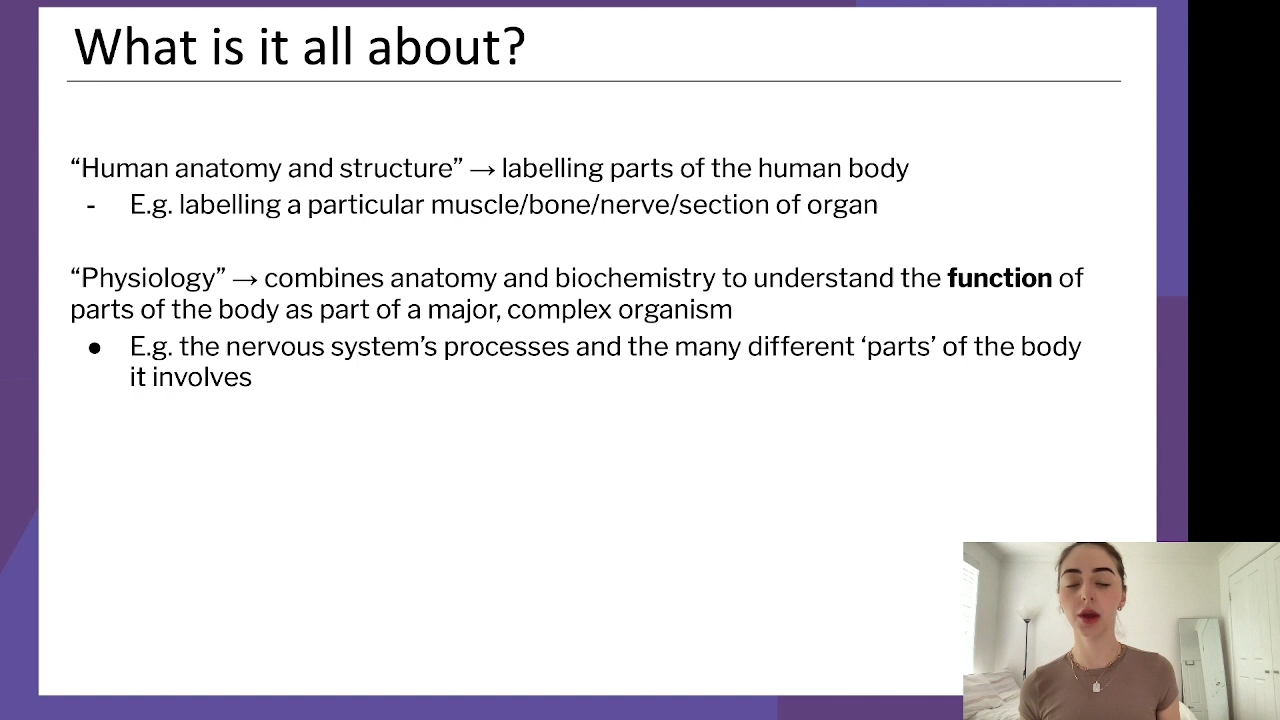 What is it all about?
“Human anatomy and structure” → labelling parts of the human body
- E.g. labelling a particular muscle/bone/nerve/section of organ
“Physiology” → combines anatomy and biochemistry to understand the function of
parts of the body as part of a major, complex organism
● E.g. the nervous system’s processes and the many different ‘parts’ of the body
it involves